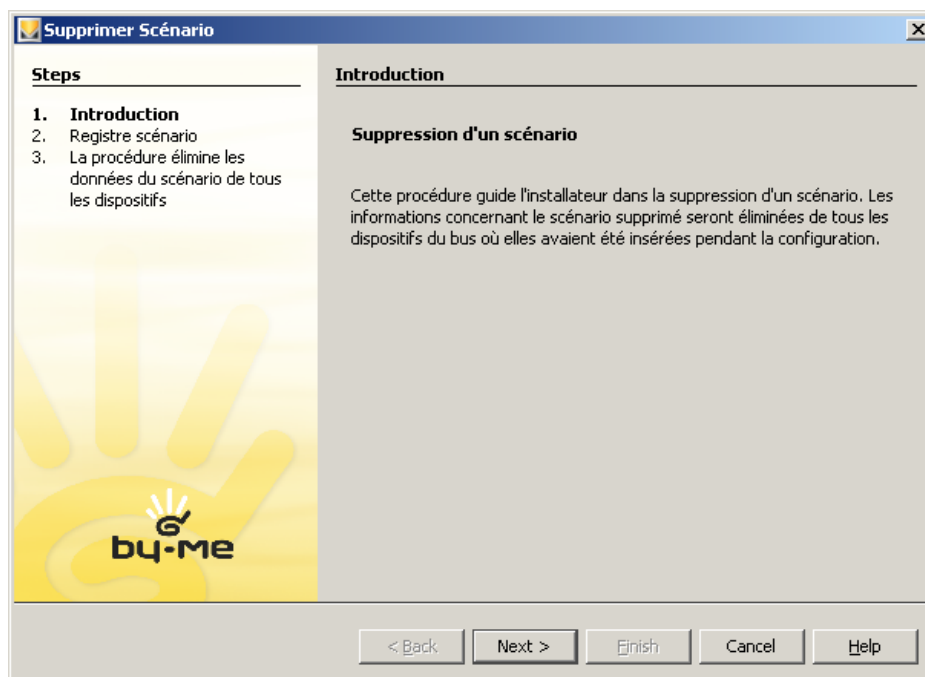 Supprimer Scénario
Steps
1. Introduction
2. Registre scénario
3. La procédure élimine les
données du scénario de tous
les dispositifs
by-me
Introduction
Suppression d'un scénario
Cette procédure guide l'installateur dans la suppression d'un scénario. Les
informations concernant le scénario supprimé seront éliminées de tous les
dispositifs du bus où elles avaient été insérées pendant la configuration.
< Back
Next >
Finish
Cancel
Help